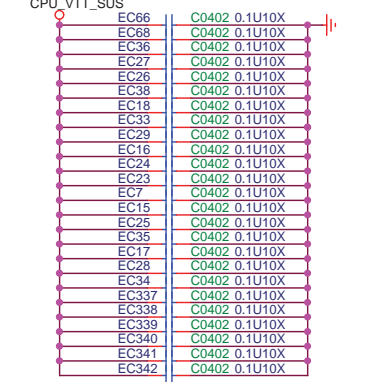 CPU_VTT_SUS
EC66 C0402 0.1U10X
EC68 C0402 0.1U10X
EC36 C0402 0.1U10X
EC27 C0402 0.1U10X
EC26 C0402 0.1U10X
EC38 C0402 0.1U10X
EC18 C0402 0.1U10X
EC33 C0402 0.1U10X
EC29 C0402 0.1U10X
EC16 C0402 0.1U10X
EC24 C0402 0.1U10X
EC23 C0402 0.1U10X
EC7 C0402 0.1U10X
EC15 C0402 0.1U10X
EC25 C0402 0.1U10X
EC35 C0402 0.1U10X
EC17 C0402 0.1U10X
EC28 C0402 0.1U10X
EC34 C0402 0.1U10X
EC337 C0402 0.1U10X
EC338 C0402 0.1U10X
EC339 C0402 0.1U10X
EC340 C0402 0.1U10X
EC341 C0402 0.1U10X
EC342 C0402 0.1U10X